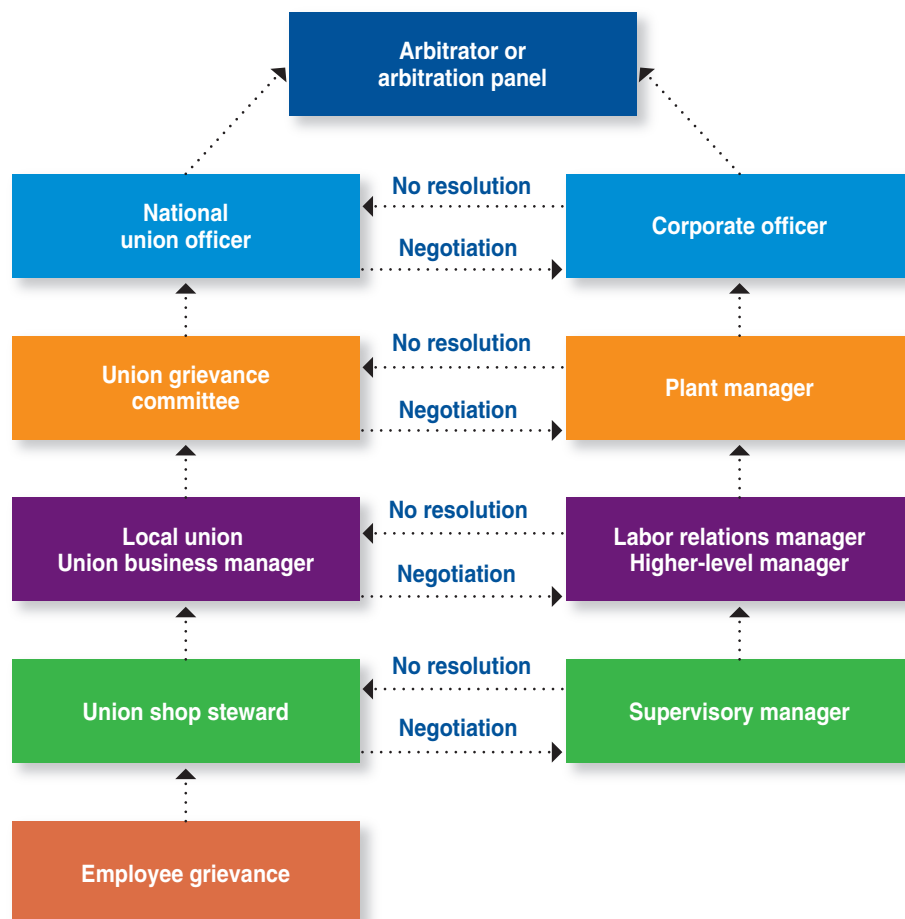 Arbitrator or
arbitration panel
National
union officer
No resolution
Negotiation
Corporate officer
Union grievance
committee
No resolution
Negotiation
Plant manager
Local union
Union business manager
No resolution
Negotiation
Labor relations manager
Higher-level manager
Union shop steward
No resolution
Negotiation
Supervisory manager
Employee grievance